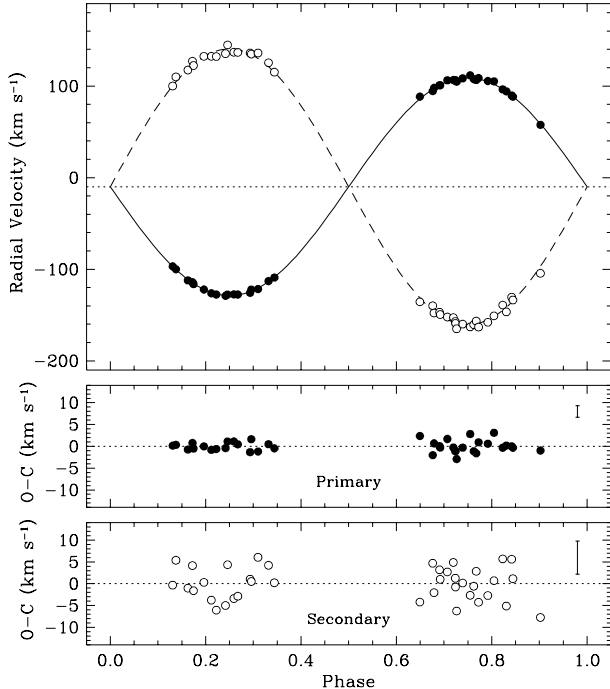 Radial Velocity (km s⁻¹)
100
0
−100
−200
O−C (km s⁻¹)
10
5
0
−5
−10
Primary
O−C (km s⁻¹)
10
5
0
−5
−10
Secondary
0.0 0.2 0.4 0.6 0.8 1.0
Phase